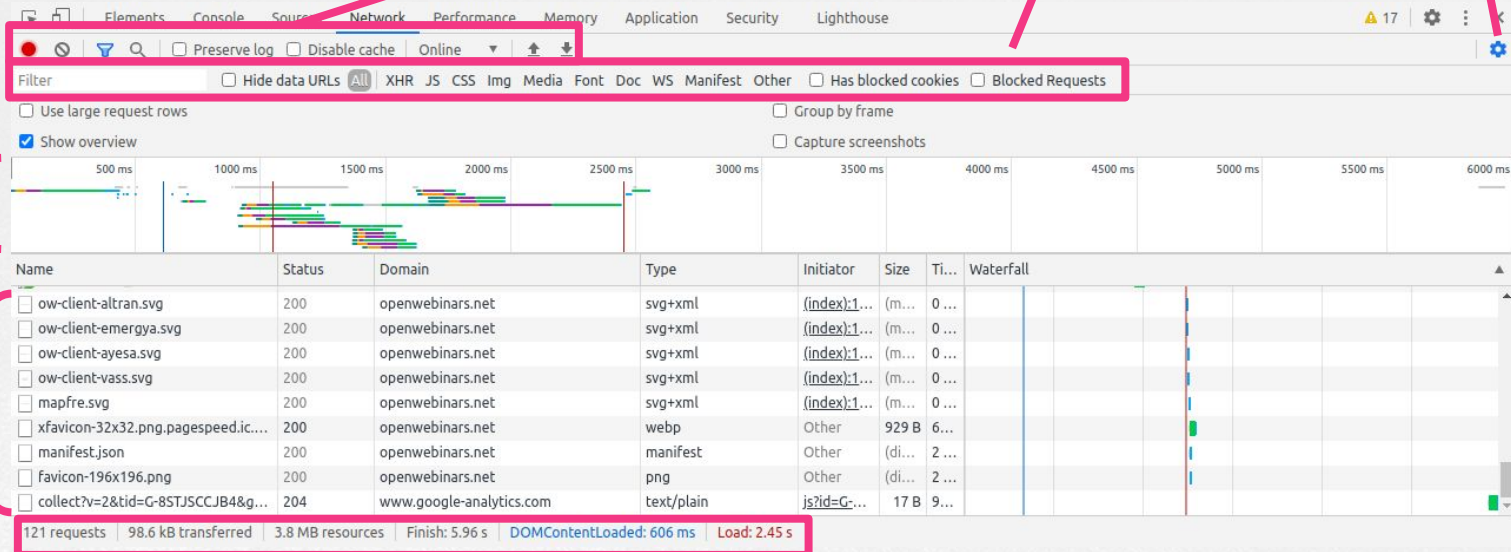 Elements Console Sources Network Performance Memory Application Security Lighthouse 17
Preserve log Disable cache Online
Filter Hide data URLs All XHR JS CSS Img Media Font Doc WS Manifest Other Has blocked cookies Blocked Requests
Use large request rows Group by frame
Show overview Capture screenshots
500 ms 1000 ms 1500 ms 2000 ms 2500 ms 3000 ms 3500 ms 4000 ms 4500 ms 5000 ms 5500 ms 6000 ms
Name Status Domain Type Initiator Size Ti... Waterfall
ow-client-altran.svg 200 openwebinars.net svg+xml (index):1... (m... 0 ...
ow-client-emergya.svg 200 openwebinars.net svg+xml (index):1... (m... 0 ...
ow-client-ayesa.svg 200 openwebinars.net svg+xml (index):1... (m... 0 ...
ow-client-vass.svg 200 openwebinars.net svg+xml (index):1... (m... 0 ...
mapfre.svg 200 openwebinars.net svg+xml (index):1... (m... 0 ...
xfavicon-32x32.png.pagespeed.ic.... 200 openwebinars.net webp Other 929 B 6...
manifest.json 200 openwebinars.net manifest Other (di... 2 ...
favicon-196x196.png 200 openwebinars.net png Other (di... 2 ...
collect?v=2&tid=G-8STJSCCJB4&g... 204 www.google-analytics.com text/plain js?id=G-... 17 B 9...
121 requests 98.6 kB transferred 3.8 MB resources Finish: 5.96 s DOMContentLoaded: 606 ms Load: 2.45 s